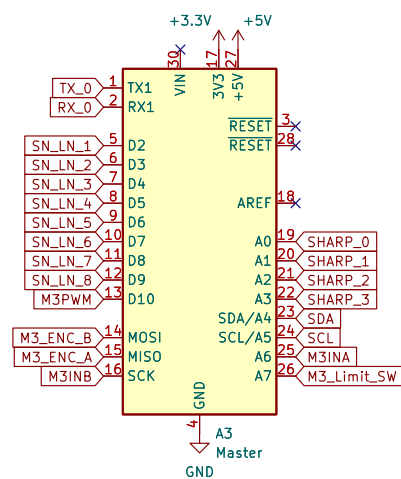 +3.3V +5V
30 17 27
VIN 3V3 +5V
TX_0 1 TX1
RX_0 2 RX1
RESET 3
RESET 28
SN_LN_1 5 D2
SN_LN_2 6 D3
SN_LN_3 7 D4
SN_LN_4 8 D5 AREF 18
SN_LN_5 9 D6
SN_LN_6 10 D7 A0 19 SHARP_0
SN_LN_7 11 D8 A1 20 SHARP_1
SN_LN_8 12 D9 A2 21 SHARP_2
M3PWM 13 D10 A3 22 SHARP_3
SDA/A4 23 SDA
M3_ENC_B 14 MOSI SCL/A5 24 SCL
M3_ENC_A 15 MISO A6 25 M3INA
M3INB 16 SCK A7 26 M3_Limit_SW
GND
4
A3
Master
GND